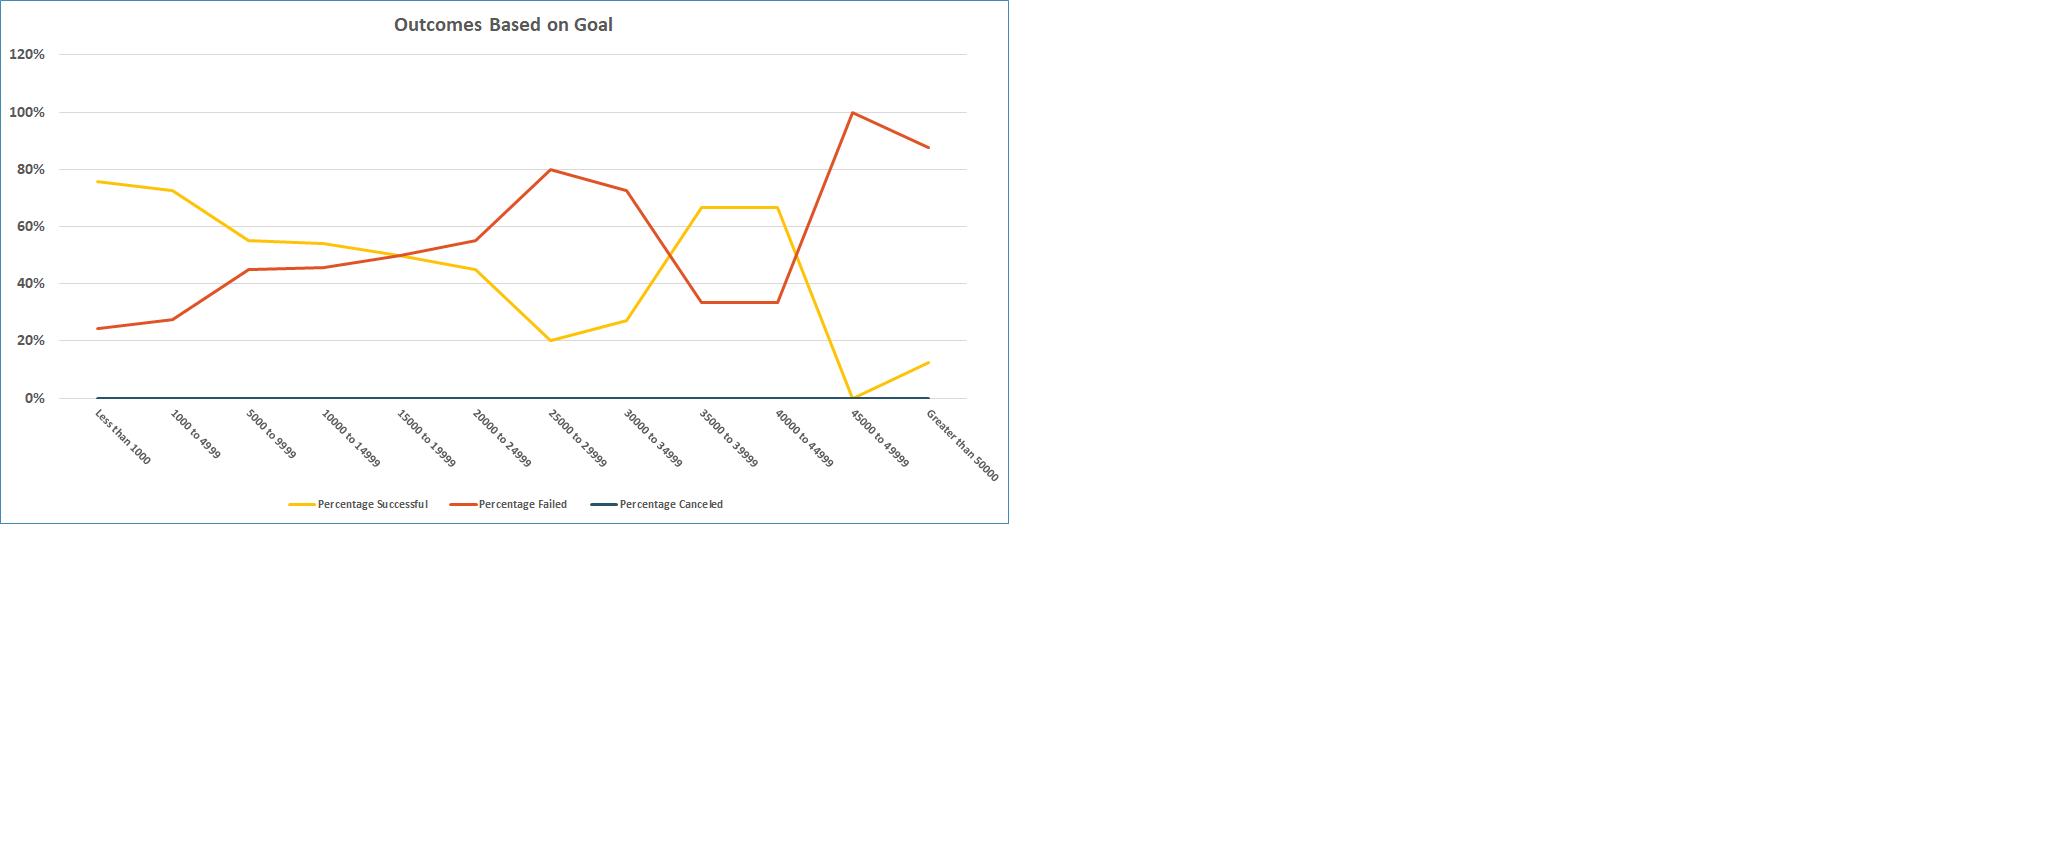 Outcomes Based on Goal
120%
100%
80%
60%
40%
20%
0%
Less than 1000
1000 to 4999
5000 to 9999
10000 to 14999
15000 to 19999
20000 to 24999
25000 to 29999
30000 to 34999
35000 to 39999
40000 to 44999
45000 to 49999
Greater than 50000
Percentage Successful
Percentage Failed
Percentage Canceled